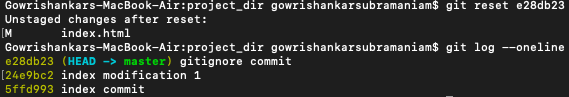 Gowrishankars-MacBook-Air:project_dir gowrishankarsubramaniam$ git reset e28db23
Unstaged changes after reset:
M       index.html
Gowrishankars-MacBook-Air:project_dir gowrishankarsubramaniam$ git log --oneline
e28db23 (HEAD -> master) gitignore commit
24e9bc2 index modification 1
5ffd993 index commit